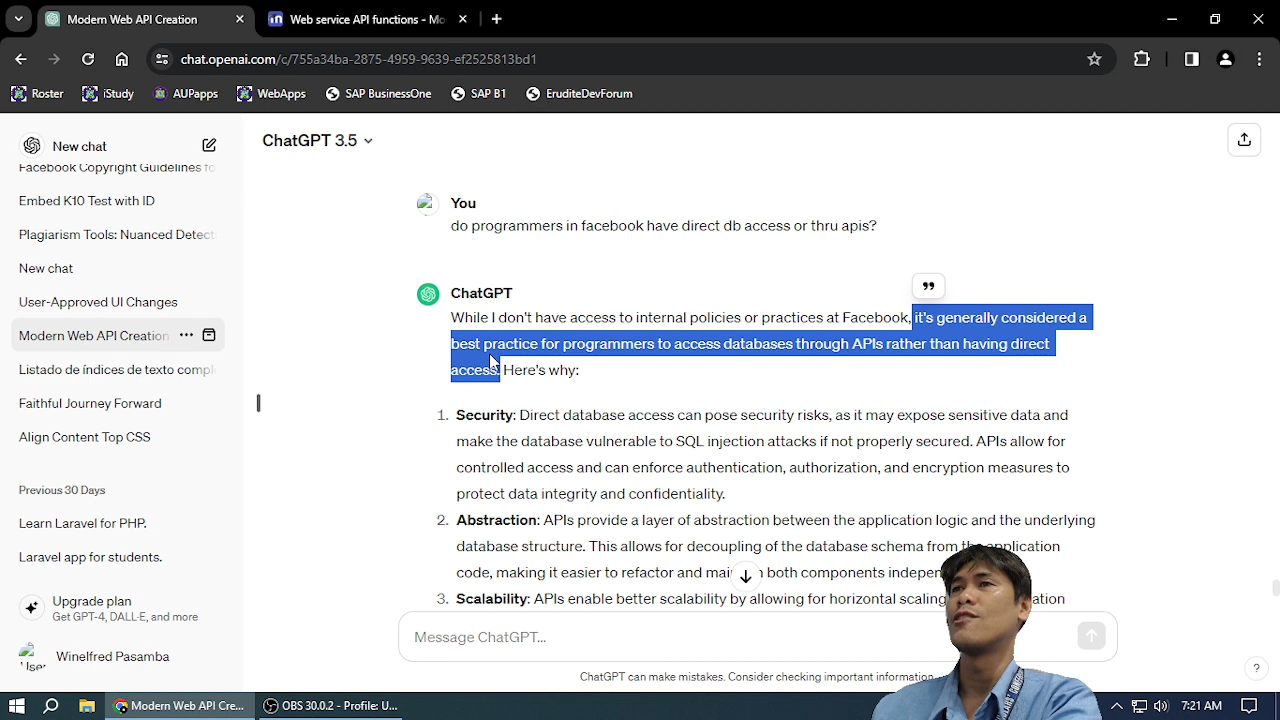 Modern Web API Creation
Web service API functions - Mo
chat.openai.com/c/755a34ba-2875-4959-9639-ef2525813bd1
Roster
iStudy
AUPapps
WebApps
SAP BusinessOne
SAP B1
EruditeDevForum
New chat
Facebook Copyright Guidelines fo
Embed K10 Test with ID
Plagiarism Tools: Nuanced Detect
New chat
User-Approved UI Changes
Modern Web API Creation
Listado de índices de texto compl
Faithful Journey Forward
Align Content Top CSS
Previous 30 Days
Learn Laravel for PHP.
Laravel app for students.
Upgrade plan
Get GPT-4, DALL·E, and more
User
Winelfred Pasamba
ChatGPT 3.5
You
do programmers in facebook have direct db access or thru apis?
ChatGPT
While I don't have access to internal policies or practices at Facebook, it's generally considered a
best practice for programmers to access databases through APIs rather than having direct
access. Here's why:
1. Security: Direct database access can pose security risks, as it may expose sensitive data and
make the database vulnerable to SQL injection attacks if not properly secured. APIs allow for
controlled access and can enforce authentication, authorization, and encryption measures to
protect data integrity and confidentiality.
2. Abstraction: APIs provide a layer of abstraction between the application logic and the underlying
database structure. This allows for decoupling of the database schema from the application
code, making it easier to refactor and both components
3. Scalability: APIs enable better scalability by allowing for horizontal scaling
Message ChatGPT...
ChatGPT can make mistakes. Consider checking important information.
?
Modern Web API Cre...
OBS 30.0.2 - Profile: U...
7:21 AM